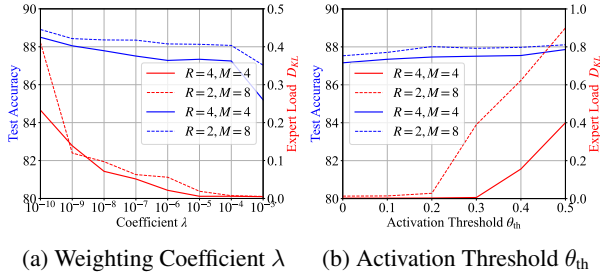 90
88
86
84
82
80
Test Accuracy
0.5
0.4
0.3
0.2
0.1
0.0
Expert Load D_KL
R=4, M=4
R=2, M=8
R=4, M=4
R=2, M=8
10⁻¹⁰ 10⁻⁹ 10⁻⁸ 10⁻⁷ 10⁻⁶ 10⁻⁵ 10⁻⁴ 10⁻³
Coefficient λ
90
88
86
84
82
80
Test Accuracy
1.0
0.8
0.6
0.4
0.2
0.0
Expert Load D_KL
R=4, M=4
R=2, M=8
R=4, M=4
R=2, M=8
0 0.1 0.2 0.3 0.4 0.5
Activation Threshold θ_th
(a) Weighting Coefficient λ
(b) Activation Threshold θ_th